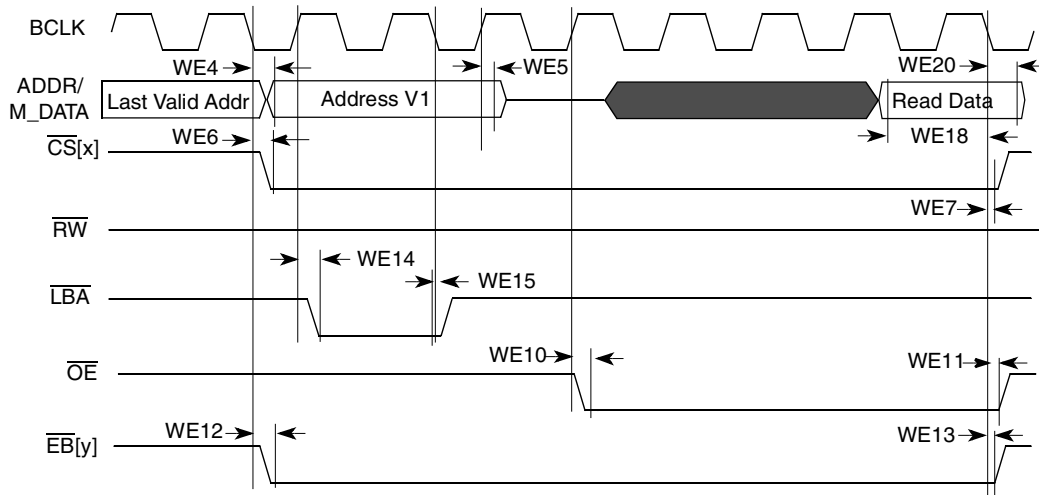 BCLK
WE4
WE5
WE20
ADDR/
M_DATA
Last Valid Addr
Address V1
Read Data
WE6
WE18
CS[x]
WE7
RW
WE14
WE15
LBA
WE10
WE11
OE
WE12
WE13
EB[y]